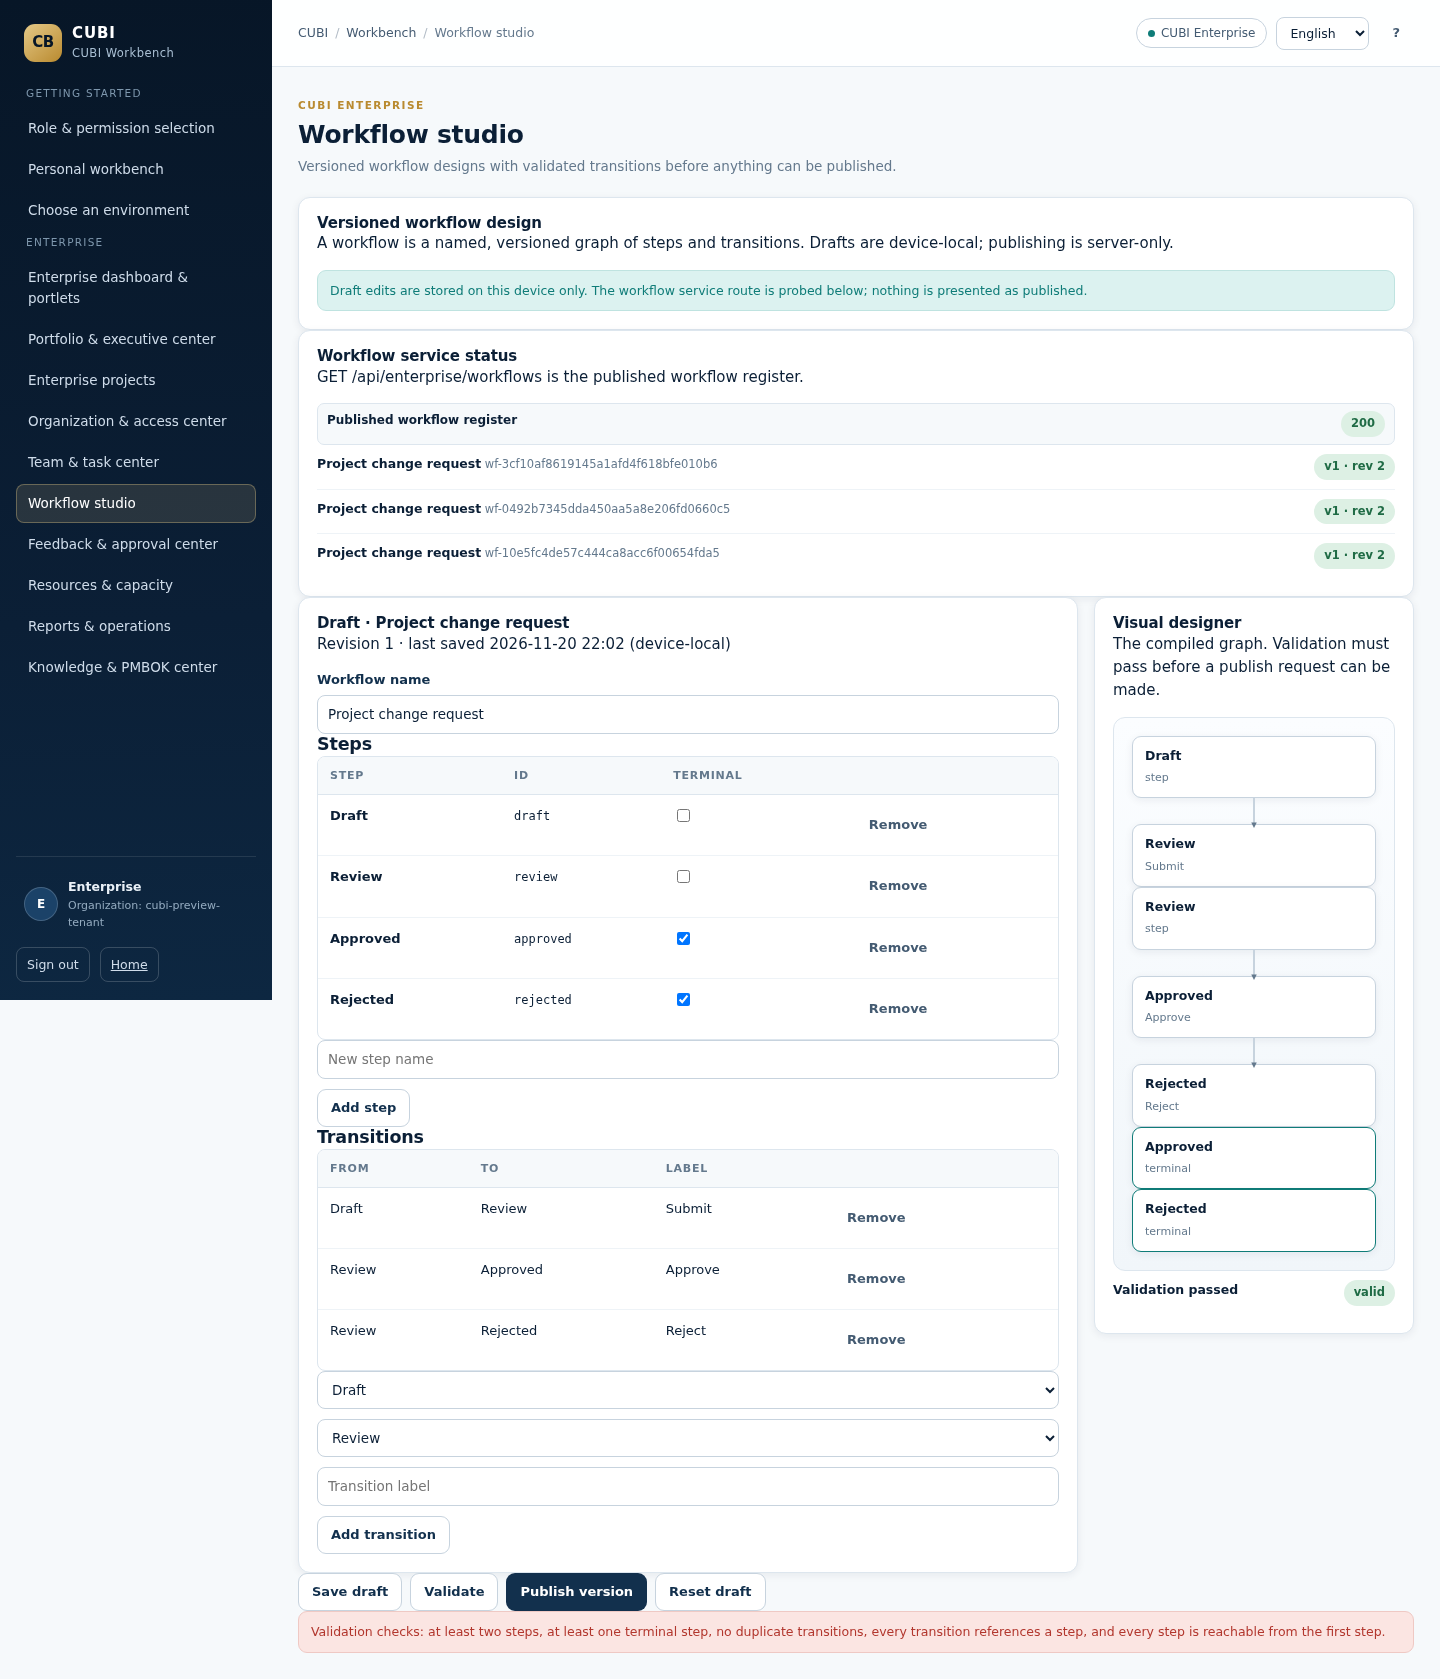 CB
CUBI
CUBI Workbench
GETTING STARTED
Role & permission selection
Personal workbench
Choose an environment
ENTERPRISE
Enterprise dashboard &
portlets
Portfolio & executive center
Enterprise projects
Organization & access center
Team & task center
Workflow studio
Feedback & approval center
Resources & capacity
Reports & operations
Knowledge & PMBOK center
E
Enterprise
Organization: cubi-preview-
tenant
Sign out
Home
CUBI / Workbench / Workflow studio
CUBI Enterprise
English
?
CUBI ENTERPRISE
Workflow studio
Versioned workflow designs with validated transitions before anything can be published.
Versioned workflow design
A workflow is a named, versioned graph of steps and transitions. Drafts are device-local; publishing is server-only.
Draft edits are stored on this device only. The workflow service route is probed below; nothing is presented as published.
Workflow service status
GET /api/enterprise/workflows is the published workflow register.
Published workflow register 200
Project change request wf-3cf10af8619145a1afd4f618bfe010b6 v1 · rev 2
Project change request wf-0492b7345dda450aa5a8e206fd0660c5 v1 · rev 2
Project change request wf-10e5fc4de57c444ca8acc6f00654fda5 v1 · rev 2
Draft · Project change request
Revision 1 · last saved 2026-11-20 22:02 (device-local)
Workflow name
Project change request
Steps
STEP ID TERMINAL
Draft draft Remove
Review review Remove
Approved approved Remove
Rejected rejected Remove
New step name
Add step
Transitions
FROM TO LABEL
Draft Review Submit Remove
Review Approved Approve Remove
Review Rejected Reject Remove
Draft
Review
Transition label
Add transition
Visual designer
The compiled graph. Validation must
pass before a publish request can be
made.
Draft
step
Review
Submit
Review
step
Approved
Approve
Rejected
Reject
Approved
terminal
Rejected
terminal
Validation passed valid
Save draft
Validate
Publish version
Reset draft
Validation checks: at least two steps, at least one terminal step, no duplicate transitions, every transition references a step, and every step is reachable from the first step.